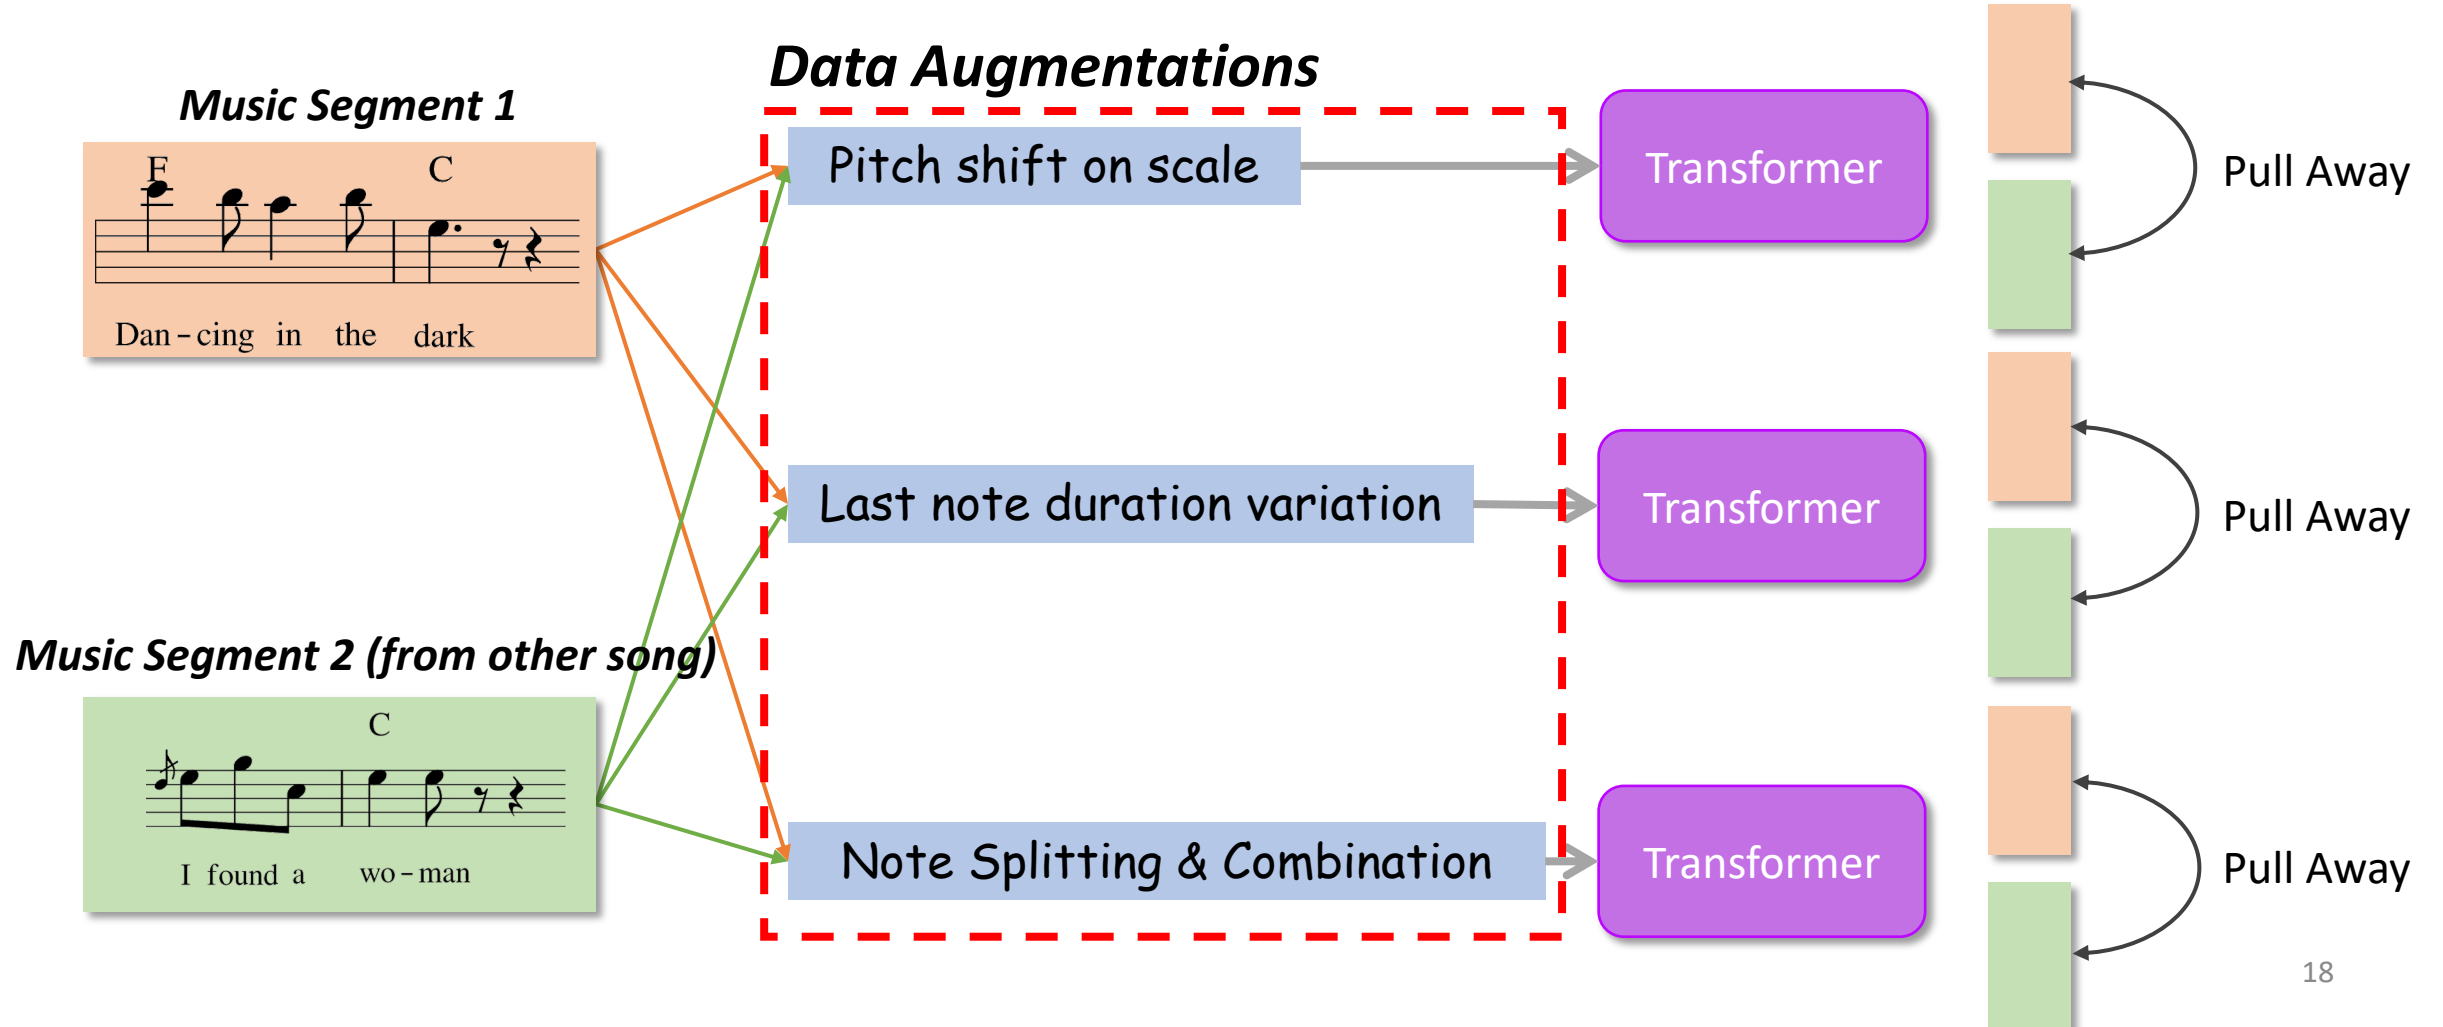 Data Augmentations
Music Segment 1
F
C
Dan – cing in the dark
Pitch shift on scale
Transformer
Pull Away
Last note duration variation
Transformer
Pull Away
Music Segment 2 (from other song)
C
I found a wo – man
Note Splitting & Combination
Transformer
Pull Away
18